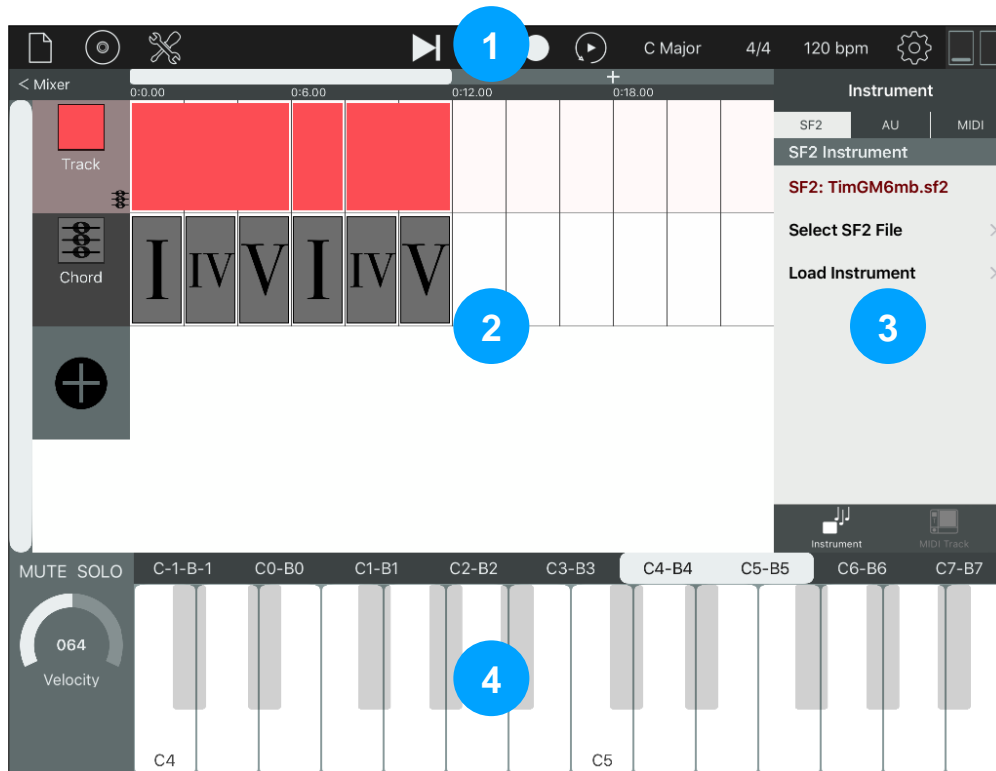 1
C Major 4/4 120 bpm
< Mixer
0:0.00 0:6.00 0:12.00 0:18.00
Instrument
SF2 AU MIDI
Track
SF2 Instrument
SF2: TimGM6mb.sf2
Select SF2 File
Load Instrument
Chord
I IV V I IV V
2
3
Instrument MIDI Track
MUTE SOLO
C-1-B-1 C0-B0 C1-B1 C2-B2 C3-B3 C4-B4 C5-B5 C6-B6 C7-B7
064
Velocity
4
C4 C5